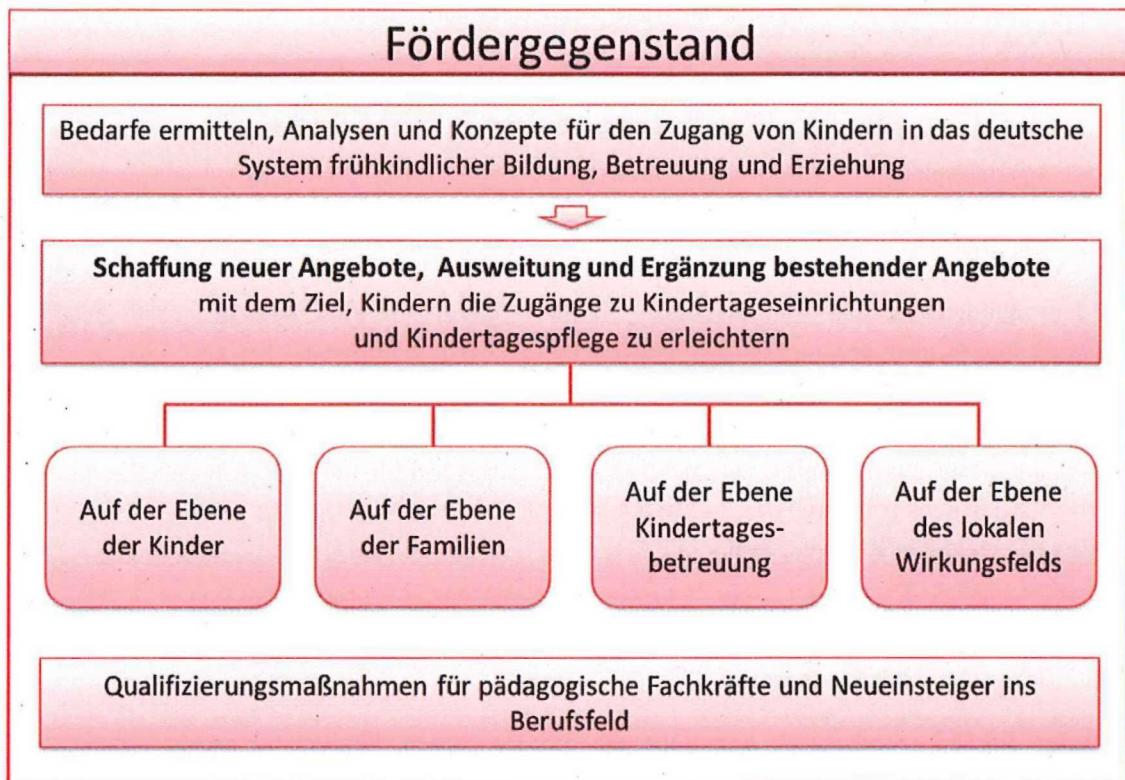 Fördergegenstand
Bedarfe ermitteln, Analysen und Konzepte für den Zugang von Kindern in das deutsche
System frühkindlicher Bildung, Betreuung und Erziehung
Schaffung neuer Angebote, Ausweitung und Ergänzung bestehender Angebote
mit dem Ziel, Kindern die Zugänge zu Kindertageseinrichtungen
und Kindertagespflege zu erleichtern
Auf der Ebene
der Kinder
Auf der Ebene
der Familien
Auf der Ebene
Kindertages-
betreuung
Auf der Ebene
des lokalen
Wirkungsfelds
Qualifizierungsmaßnahmen für pädagogische Fachkräfte und Neueinsteiger ins
Berufsfeld